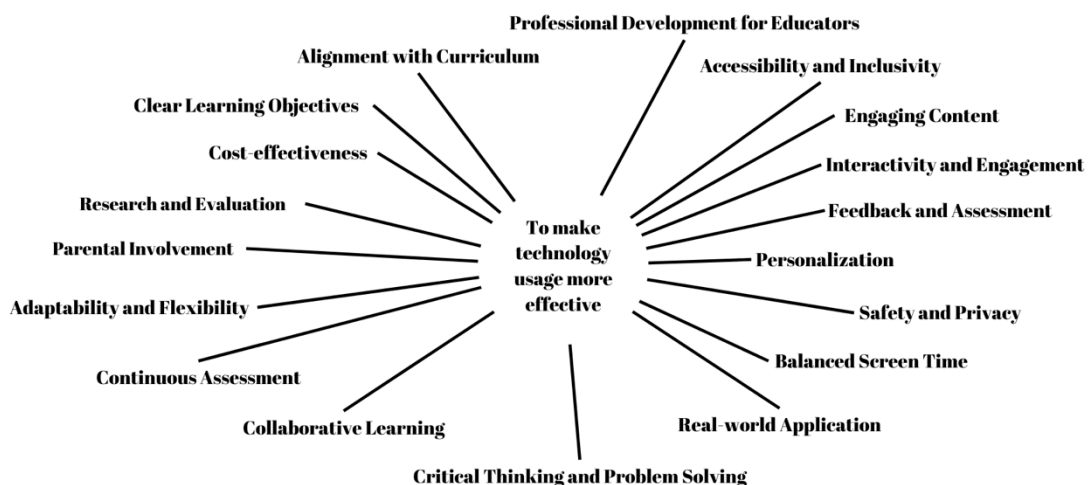 Professional Development for Educators
Alignment with Curriculum
Accessibility and Inclusivity
Clear Learning Objectives
Engaging Content
Cost-effectiveness
Interactivity and Engagement
Research and Evaluation
Feedback and Assessment
To make
technology
usage more
effective
Parental Involvement
Personalization
Adaptability and Flexibility
Safety and Privacy
Continuous Assessment
Balanced Screen Time
Collaborative Learning
Real-world Application
Critical Thinking and Problem Solving